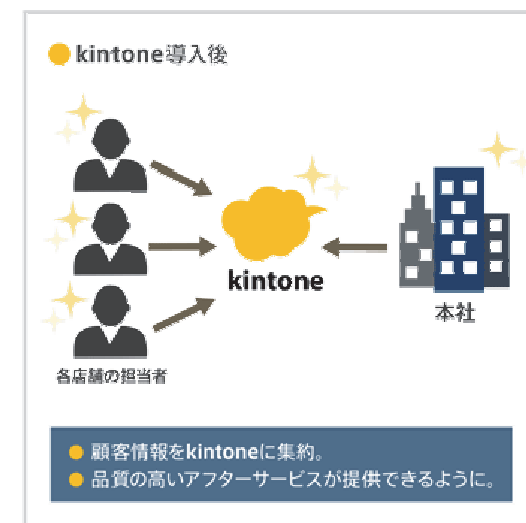 kintone導入後
kintone
本社
各店舗の担当者
顧客情報をkintoneに集約。
品質の高いアフターサービスが提供できるように。